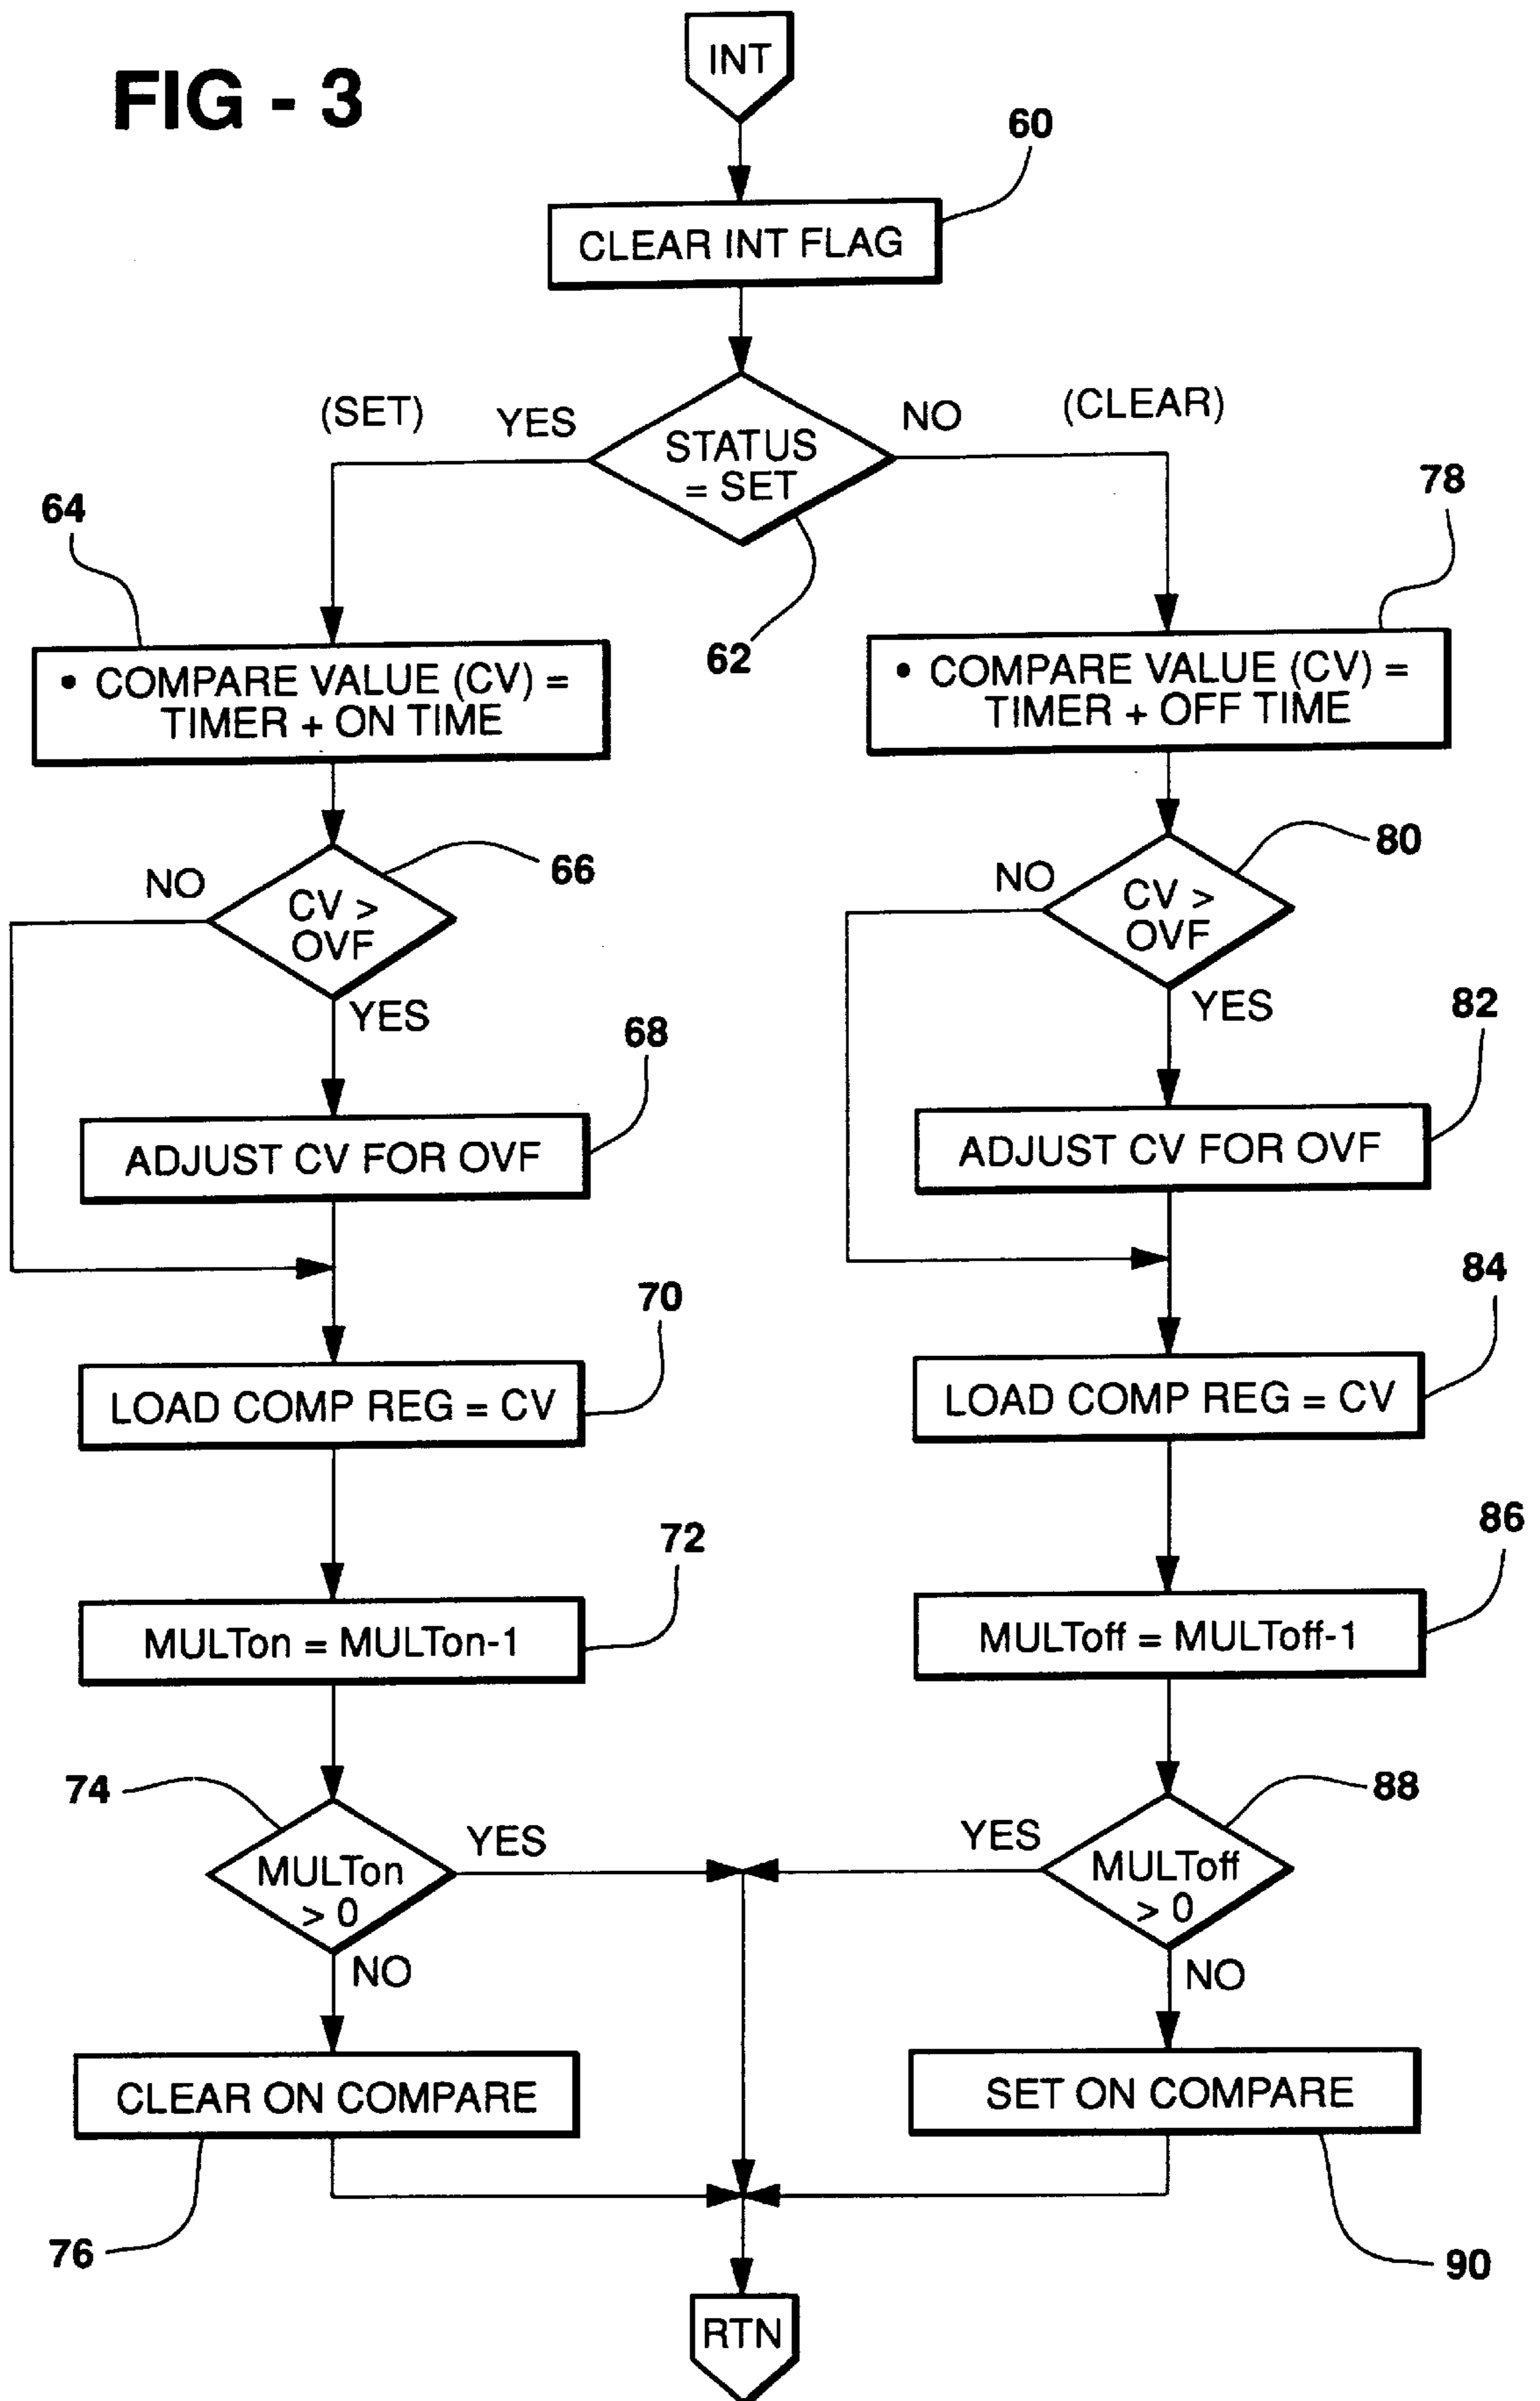 FIG - 3
INT
60
CLEAR INT FLAG
(SET)
YES
NO
(CLEAR)
STATUS
= SET
62
64
78
• COMPARE VALUE (CV) =
TIMER + ON TIME
• COMPARE VALUE (CV) =
TIMER + OFF TIME
NO
66
CV >
OVF
YES
NO
80
CV >
OVF
YES
68
82
ADJUST CV FOR OVF
ADJUST CV FOR OVF
70
84
LOAD COMP REG = CV
LOAD COMP REG = CV
72
86
MULTon = MULTon-1
MULToff = MULToff-1
74
88
YES
YES
MULTon
> 0
MULToff
> 0
NO
NO
CLEAR ON COMPARE
SET ON COMPARE
76
90
RTN